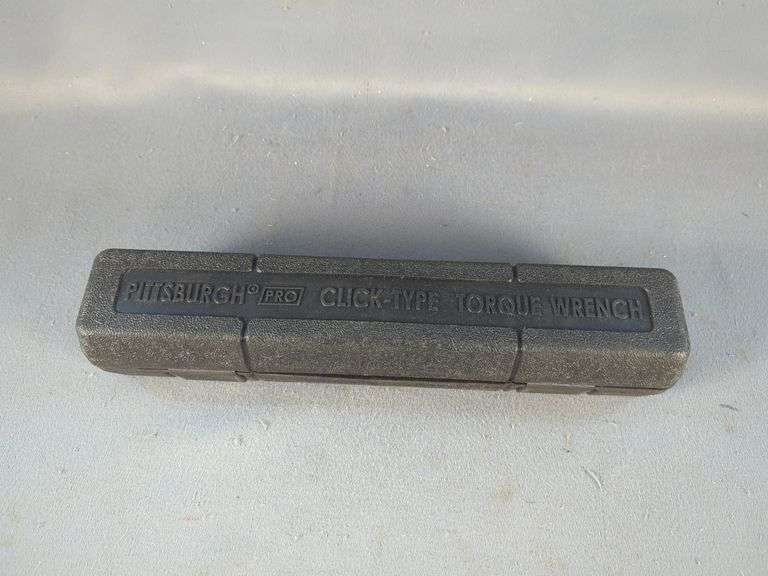 PITTSBURGH® PRO CLICK-TYPE TORQUE WRENCH